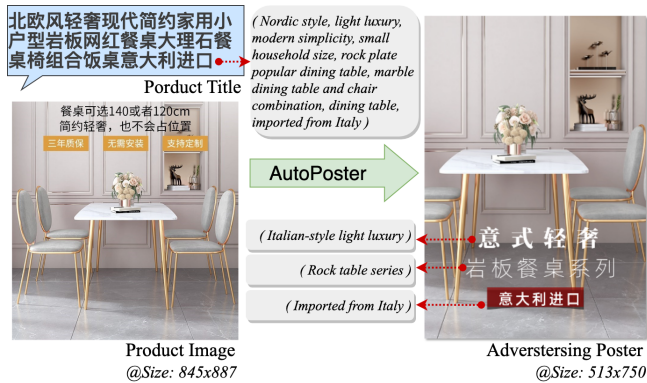 北欧风轻奢现代简约家用小
户型岩板网红餐桌大理石餐
桌椅组合饭桌意大利进口
Porduct Title
( Nordic style, light luxury,
modern simplicity, small
household size, rock plate
popular dining table, marble
dining table and chair
combination, dining table,
imported from Italy )
餐桌可选140或者120cm
简约轻奢，也不会占位置
三年质保
无需安装
支持定制
AutoPoster
( Italian-style light luxury )
意式轻奢
( Rock table series )
岩板餐桌系列
( Imported from Italy )
意大利进口
Product Image
@Size: 845x887
Adverstersing Poster
@Size: 513x750